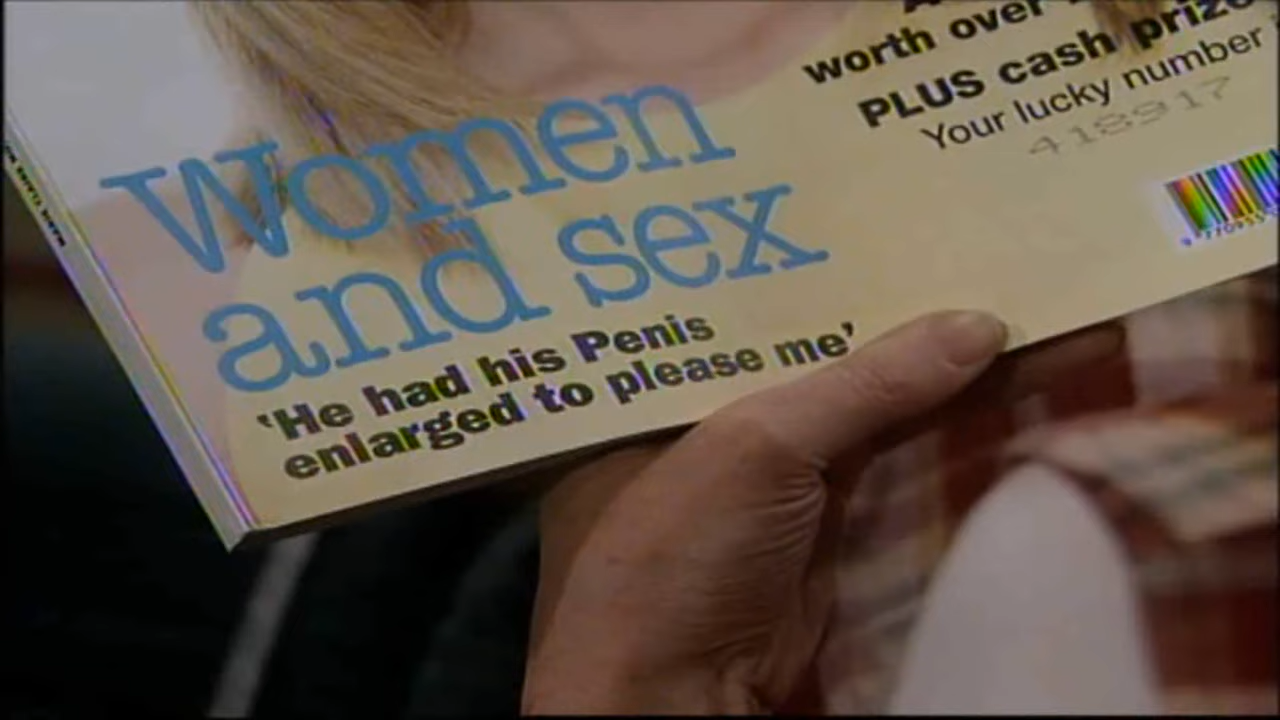 worth over
PLUS cash prize
Your lucky number
418917
Women
and sex
'He had his Penis
enlarged to please me'